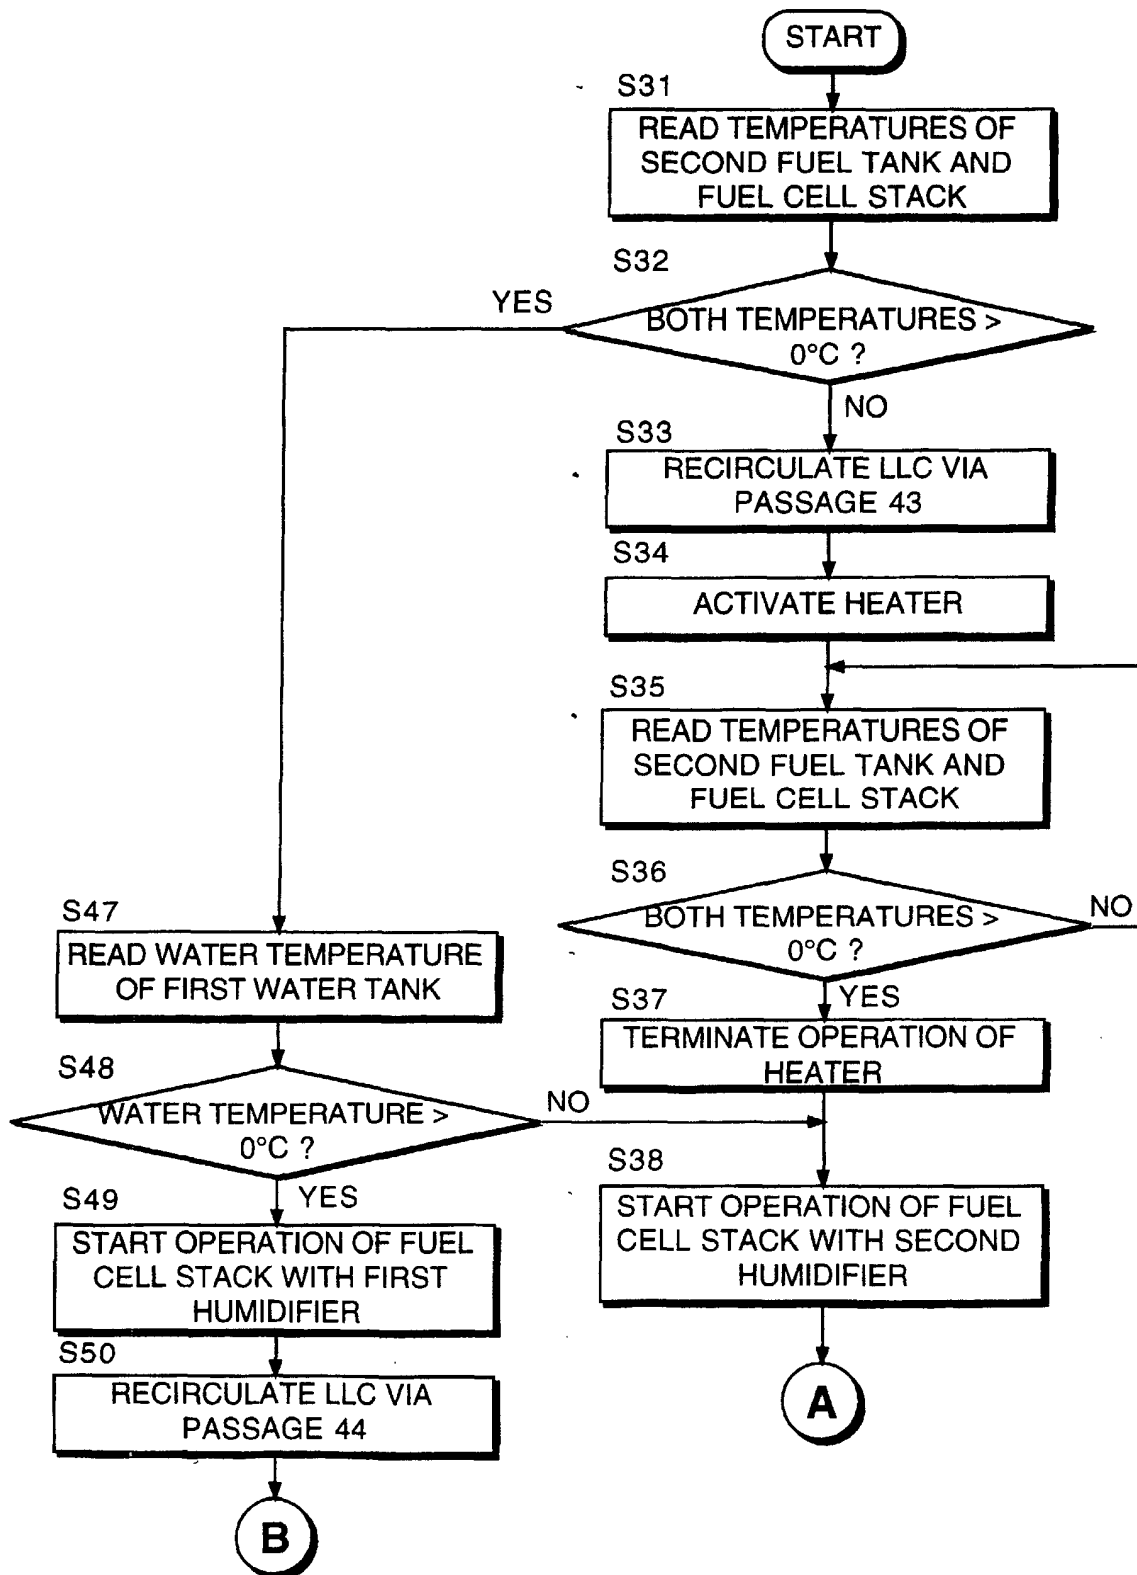 START
S31
READ TEMPERATURES OF
SECOND FUEL TANK AND
FUEL CELL STACK
S32
YES
BOTH TEMPERATURES >
0°C ?
NO
S33
RECIRCULATE LLC VIA
PASSAGE 43
S34
ACTIVATE HEATER
S35
READ TEMPERATURES OF
SECOND FUEL TANK AND
FUEL CELL STACK
S36
BOTH TEMPERATURES >
0°C ?
NO
YES
S37
TERMINATE OPERATION OF
HEATER
S47
READ WATER TEMPERATURE
OF FIRST WATER TANK
S48
WATER TEMPERATURE >
0°C ?
NO
YES
S38
START OPERATION OF FUEL
CELL STACK WITH SECOND
HUMIDIFIER
A
S49
START OPERATION OF FUEL
CELL STACK WITH FIRST
HUMIDIFIER
S50
RECIRCULATE LLC VIA
PASSAGE 44
B